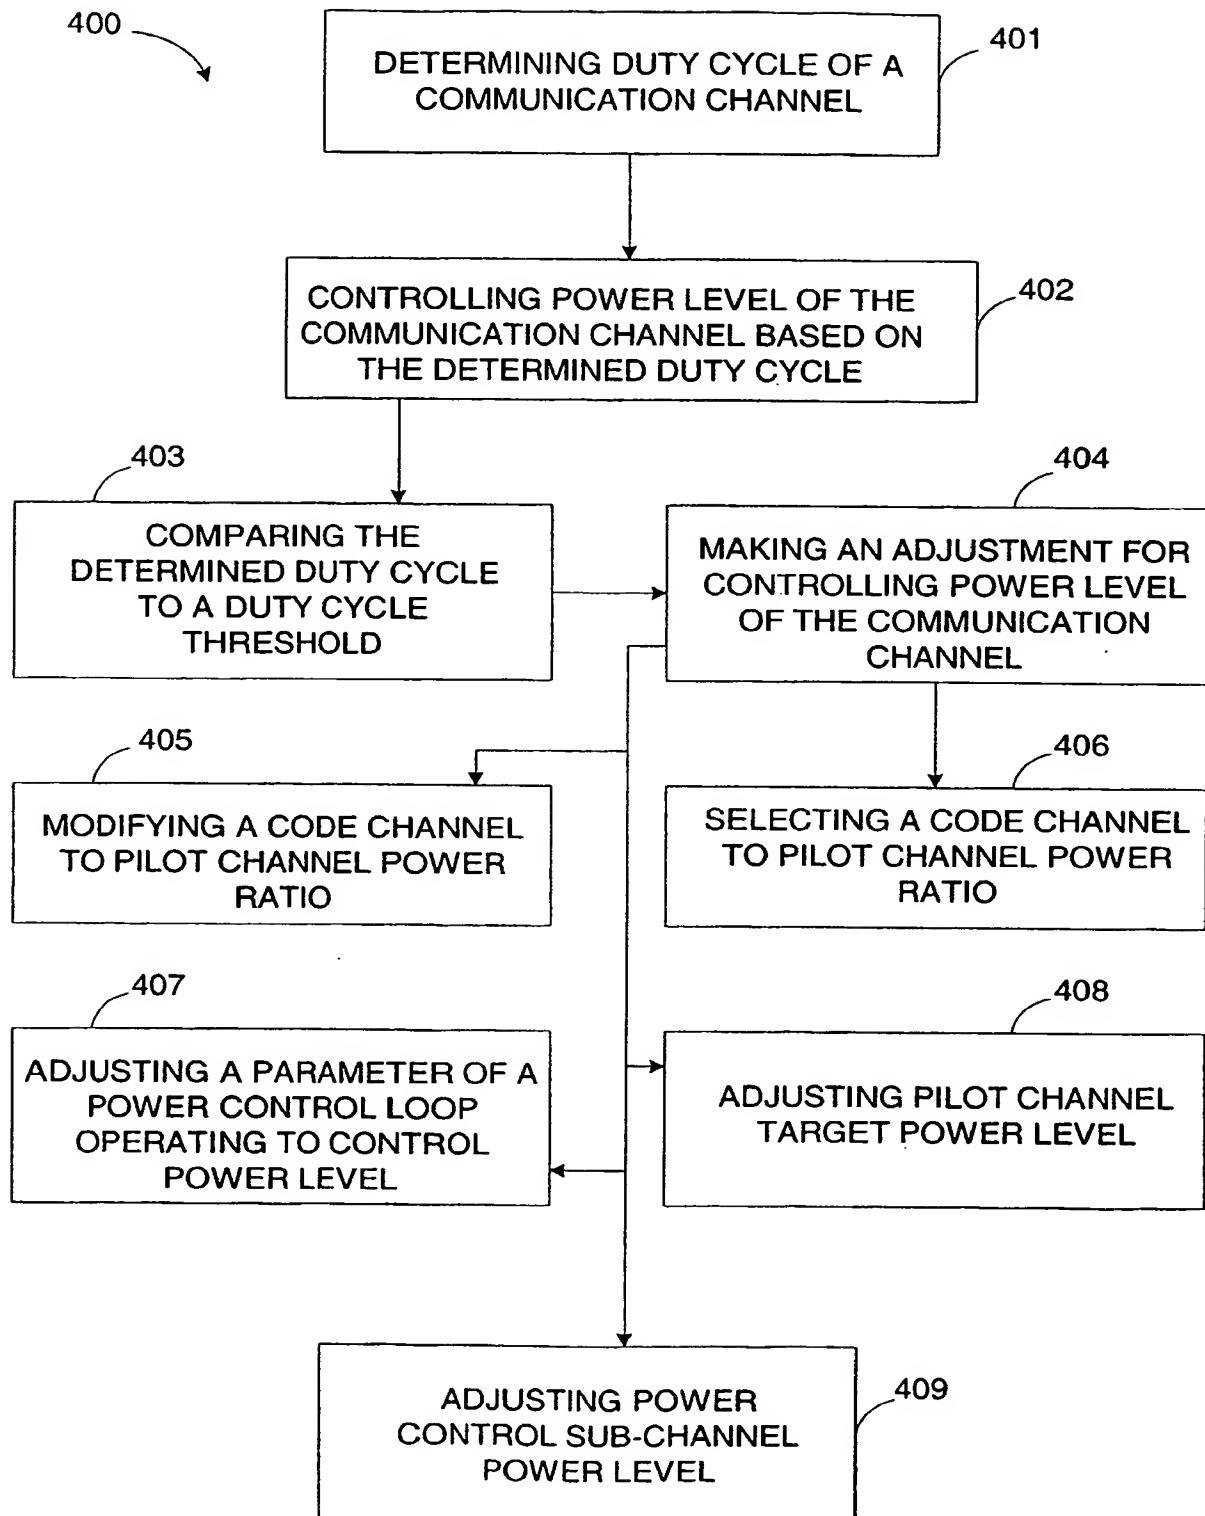 400
401
DETERMINING DUTY CYCLE OF A
COMMUNICATION CHANNEL
402
CONTROLLING POWER LEVEL OF THE
COMMUNICATION CHANNEL BASED ON
THE DETERMINED DUTY CYCLE
403
COMPARING THE
DETERMINED DUTY CYCLE
TO A DUTY CYCLE
THRESHOLD
404
MAKING AN ADJUSTMENT FOR
CONTROLLING POWER LEVEL
OF THE COMMUNICATION
CHANNEL
405
MODIFYING A CODE CHANNEL
TO PILOT CHANNEL POWER
RATIO
406
SELECTING A CODE CHANNEL
TO PILOT CHANNEL POWER
RATIO
407
ADJUSTING A PARAMETER OF A
POWER CONTROL LOOP
OPERATING TO CONTROL
POWER LEVEL
408
ADJUSTING PILOT CHANNEL
TARGET POWER LEVEL
409
ADJUSTING POWER
CONTROL SUB-CHANNEL
POWER LEVEL